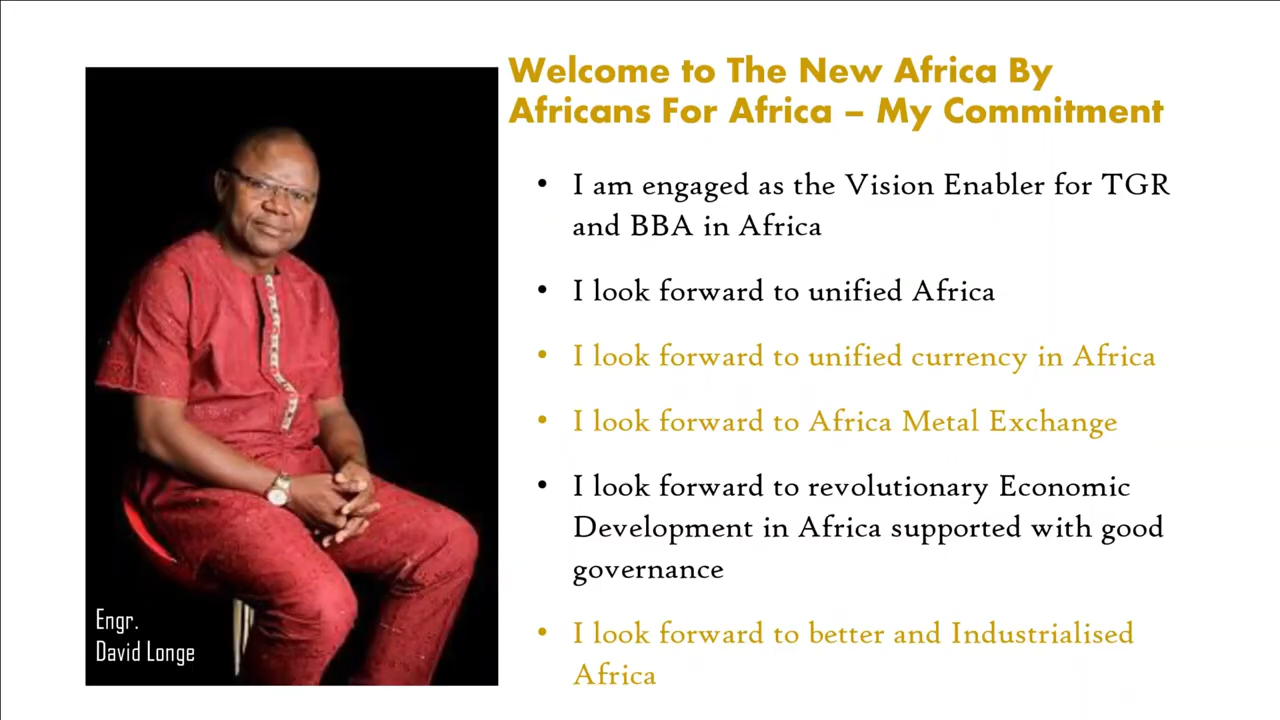 Welcome to The New Africa By
Africans For Africa – My Commitment
• I am engaged as the Vision Enabler for TGR
and BBA in Africa
• I look forward to unified Africa
• I look forward to unified currency in Africa
• I look forward to Africa Metal Exchange
• I look forward to revolutionary Economic
Development in Africa supported with good
governance
• I look forward to better and Industrialised
Africa
Engr.
David Longe